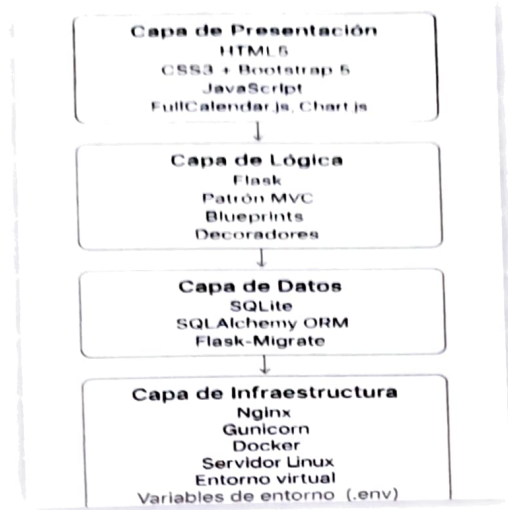 Capa de Presentación
HTML5
CSS3 + Bootstrap 5
JavaScript
FullCalendar.js, Chart.js
Capa de Lógica
Flask
Patrón MVC
Blueprints
Decoradores
Capa de Datos
SQLite
SQLAlchemy ORM
Flask-Migrate
Capa de Infraestructura
Nginx
Gunicorn
Docker
Servidor Linux
Entorno virtual
Variables de entorno (.env)